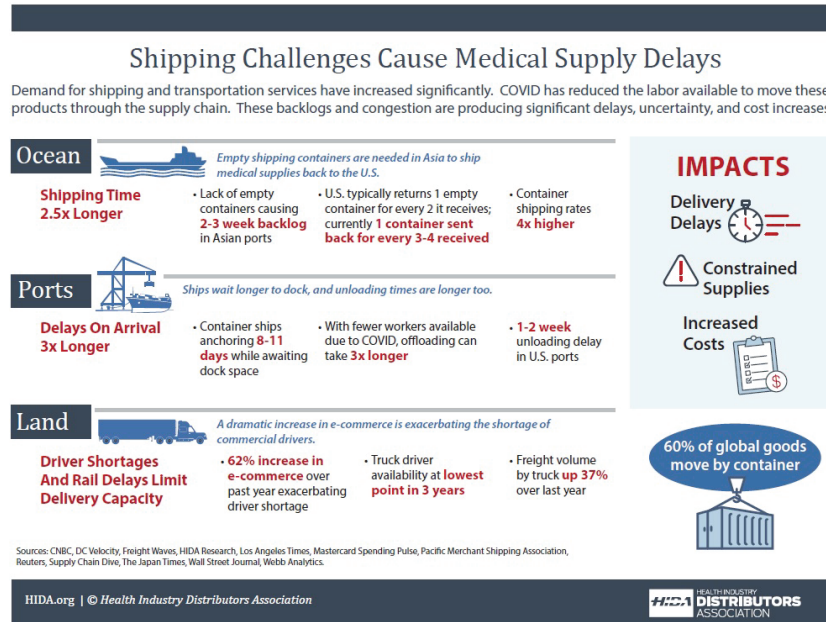 Shipping Challenges Cause Medical Supply Delays
Demand for shipping and transportation services have increased significantly. COVID has reduced the labor available to move these
products through the supply chain. These backlogs and congestion are producing significant delays, uncertainty, and cost increases
Ocean
Empty shipping containers are needed in Asia to ship
medical supplies back to the U.S.
Shipping Time
2.5x Longer
• Lack of empty
containers causing
2-3 week backlog
in Asian ports
• U.S. typically returns 1 empty
container for every 2 it receives;
currently 1 container sent
back for every 3-4 received
• Container
shipping rates
4x higher
Ports
Ships wait longer to dock, and unloading times are longer too.
Delays On Arrival
3x Longer
• Container ships
anchoring 8-11
days while awaiting
dock space
• With fewer workers available
due to COVID, offloading can
take 3x longer
• 1-2 week
unloading delay
in U.S. ports
Land
A dramatic increase in e-commerce is exacerbating the shortage of
commercial drivers.
Driver Shortages
And Rail Delays Limit
Delivery Capacity
• 62% increase in
e-commerce over
past year exacerbating
driver shortage
• Truck driver
availability at lowest
point in 3 years
• Freight volume
by truck up 37%
over last year
IMPACTS
Delivery
Delays
Constrained
Supplies
Increased
Costs
$
60% of global goods
move by container
Sources: CNBC, DC Velocity, Freight Waves, HIDA Research, Los Angeles Times, Mastercard Spending Pulse, Pacific Merchant Shipping Association,
Reuters, Supply Chain Dive, The Japan Times, Wall Street Journal, Webb Analytics.
HIDA.org | © Health Industry Distributors Association
HIDA
HEALTH INDUSTRY
DISTRIBUTORS
ASSOCIATION